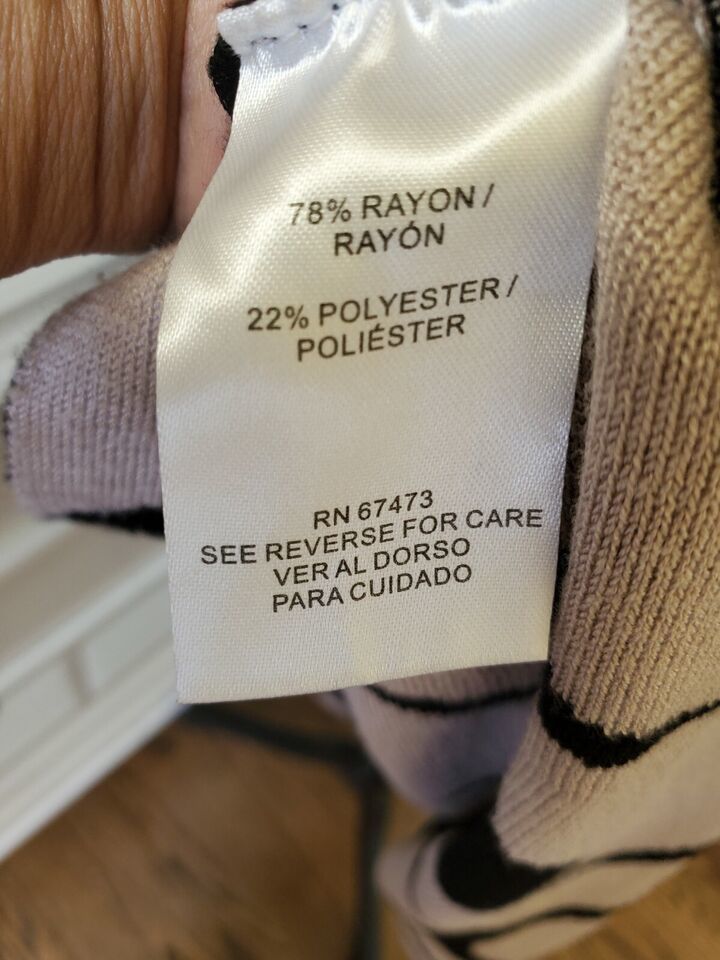 78% RAYON /
RAYÓN
22% POLYESTER /
POLIÉSTER
RN 67473
SEE REVERSE FOR CARE
VER AL DORSO
PARA CUIDADO